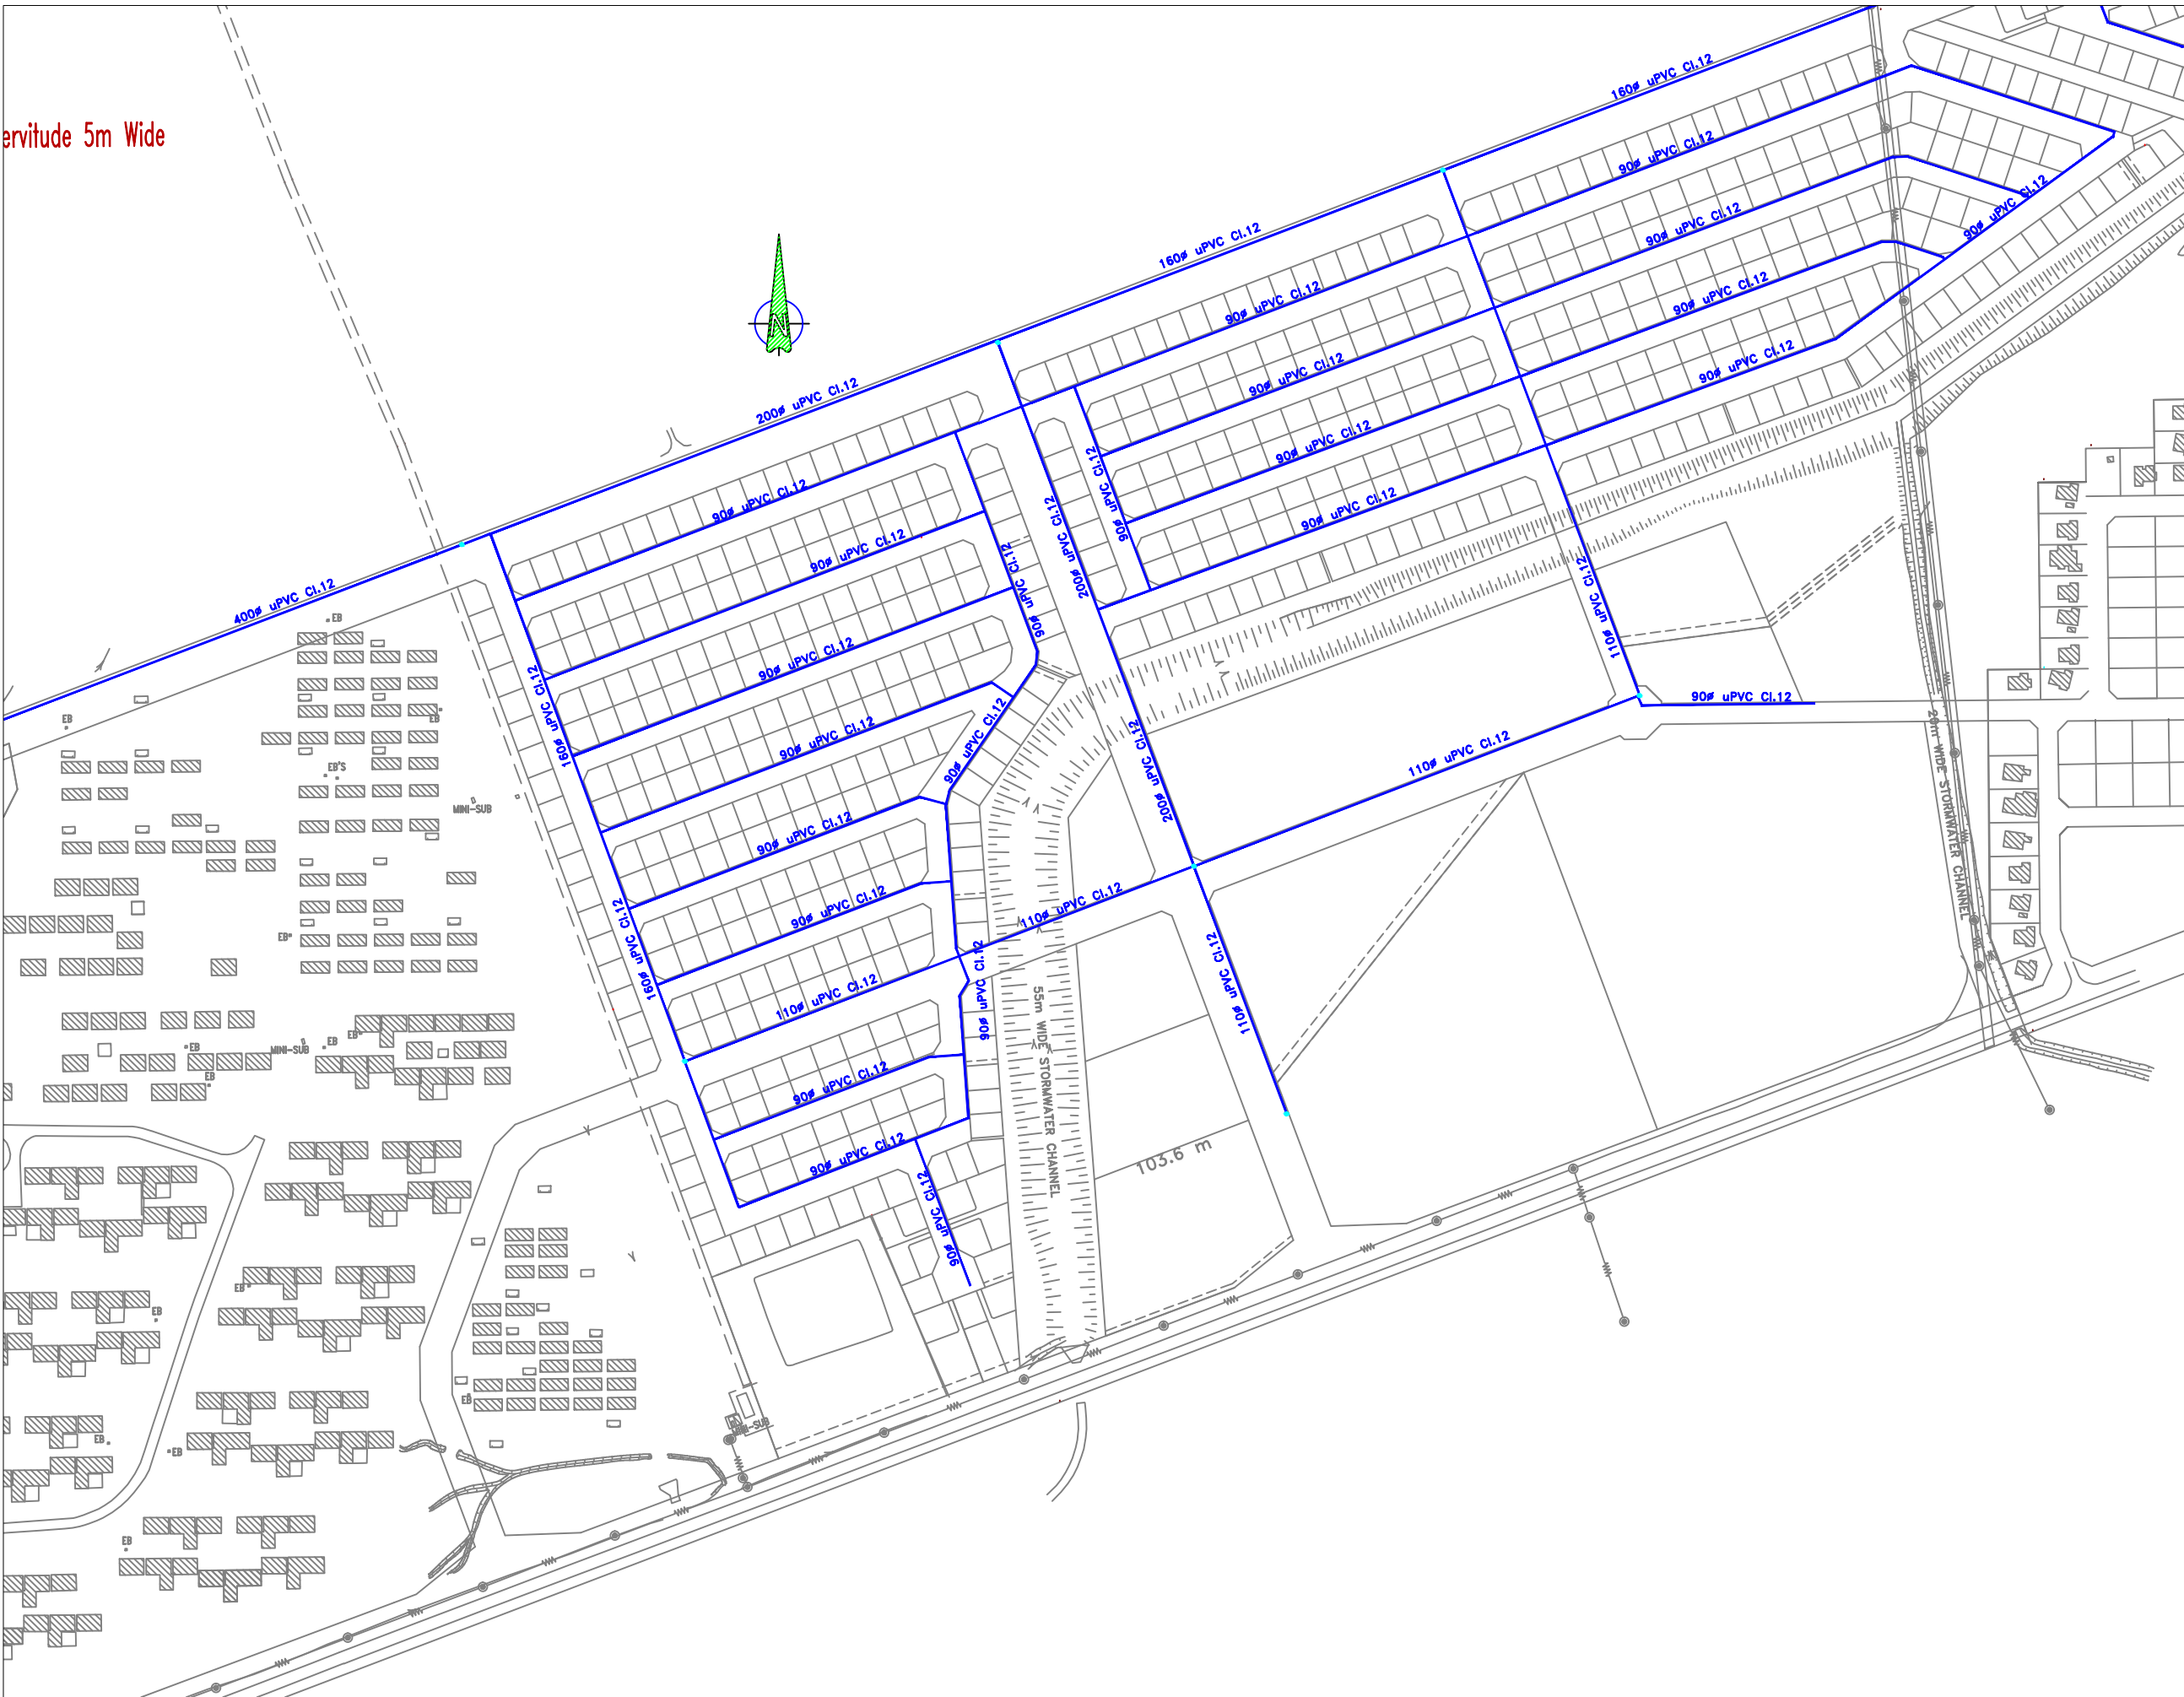 160ø uPVC Cl.12
ervitude 5m Wide
90ø uPVC Cl.12
160ø uPVC Cl.12
90ø uPVC Cl.12
90ø uPVC Cl.12
90ø uPVC Cl.12
90ø uPVC Cl.12
N
90ø uPVC Cl.12
90ø uPVC Cl.12
200ø uPVC Cl.12
90ø uPVC Cl.12
90ø uPVC Cl.12
90ø uPVC Cl.12
90ø uPVC Cl.12
90ø uPVC Cl.12
200ø uPVC Cl.12
90ø uPVC Cl.12
90ø uPVC Cl.12
400ø uPVC Cl.12
EB
110ø uPVC Cl.12
90ø uPVC Cl.12
160ø uPVC Cl.12
90ø uPVC Cl.12
EB
EB
90ø uPVC Cl.12
90ø uPVC Cl.12
110ø uPVC Cl.12
200ø uPVC Cl.12
EB'S
MINI-SUB
20m WIDE STORMWATER CHANNEL
90ø uPVC Cl.12
90ø uPVC Cl.12
110ø uPVC Cl.12
160ø uPVC Cl.12
EB
110ø uPVC Cl.12
90ø uPVC Cl.12
110ø uPVC Cl.12
55m WIDE STORMWATER CHANNEL
EB
EB
MINI-SUB
EB
EB
90ø uPVC Cl.12
103.6 m
90ø uPVC Cl.12
90ø uPVC Cl.12
EB
EB
EB
MINI-SUB
EB
EB
EB